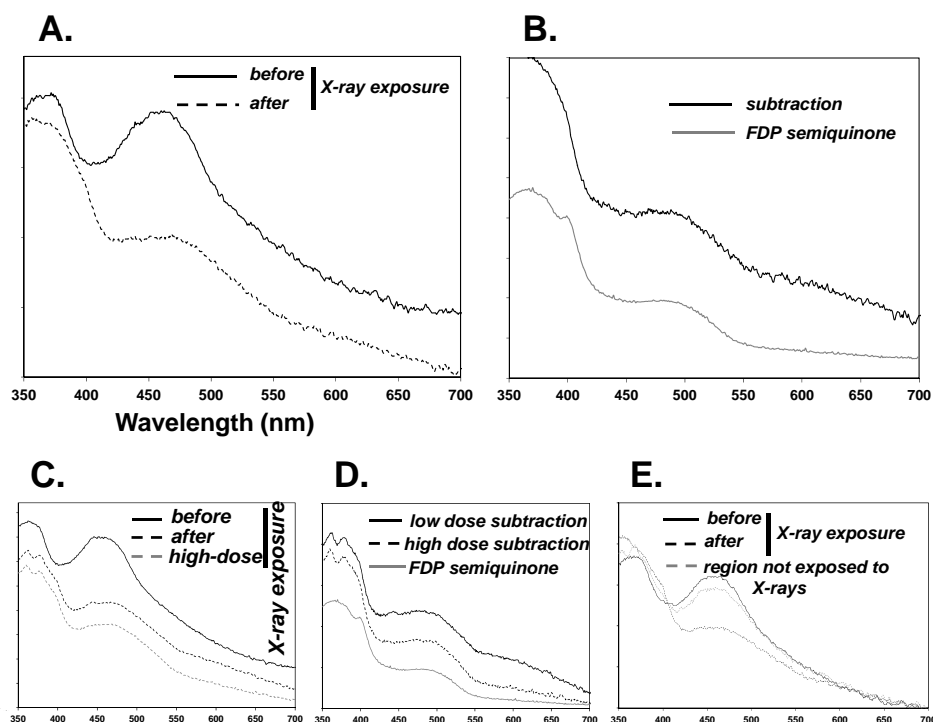 A.
B.
before
after
X-ray exposure
subtraction
FDP semiquinone
350 400 450 500 550 600 650 700
350 400 450 500 550 600 650 700
Wavelength (nm)
C.
D.
E.
before
after
high-dose
X-ray exposure
low dose subtraction
high dose subtraction
FDP semiquinone
before
after
X-ray exposure
region not exposed to
X-rays
350 400 450 500 550 600 650 700
350 400 450 500 550 600 650 700
350 400 450 500 550 600 650 700